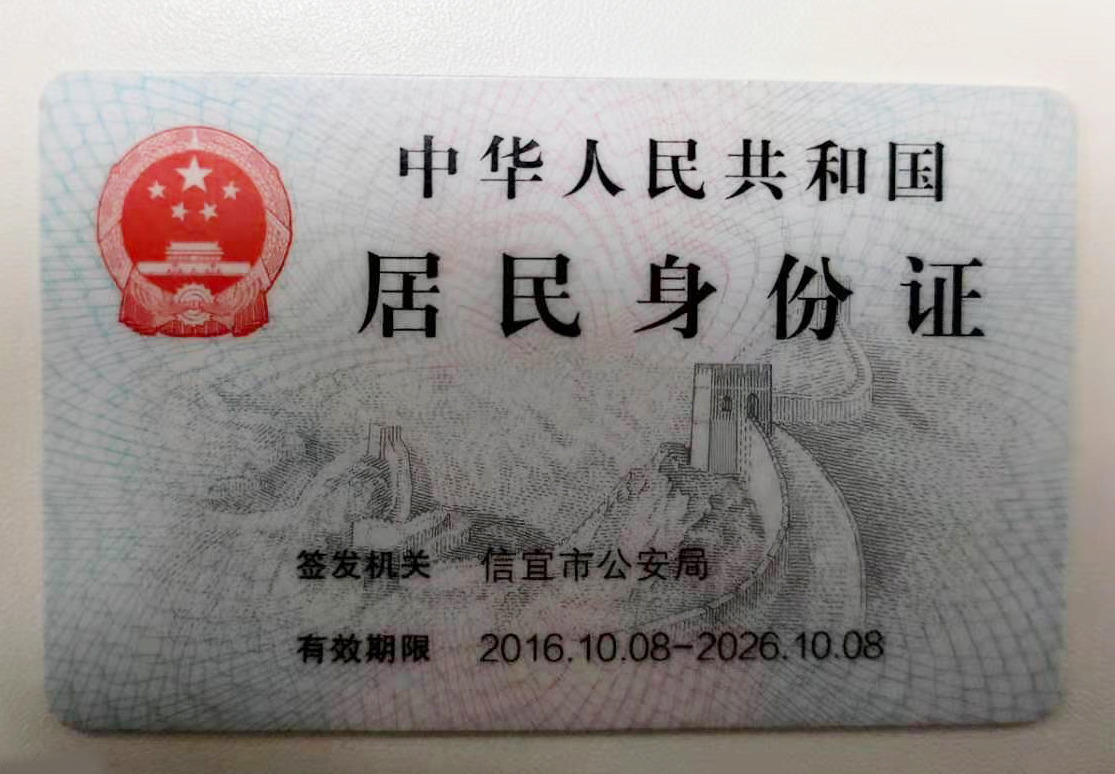 中华人民共和国
居民身份证
签发机关 信宜市公安局
有效期限 2016.10.08-2026.10.08